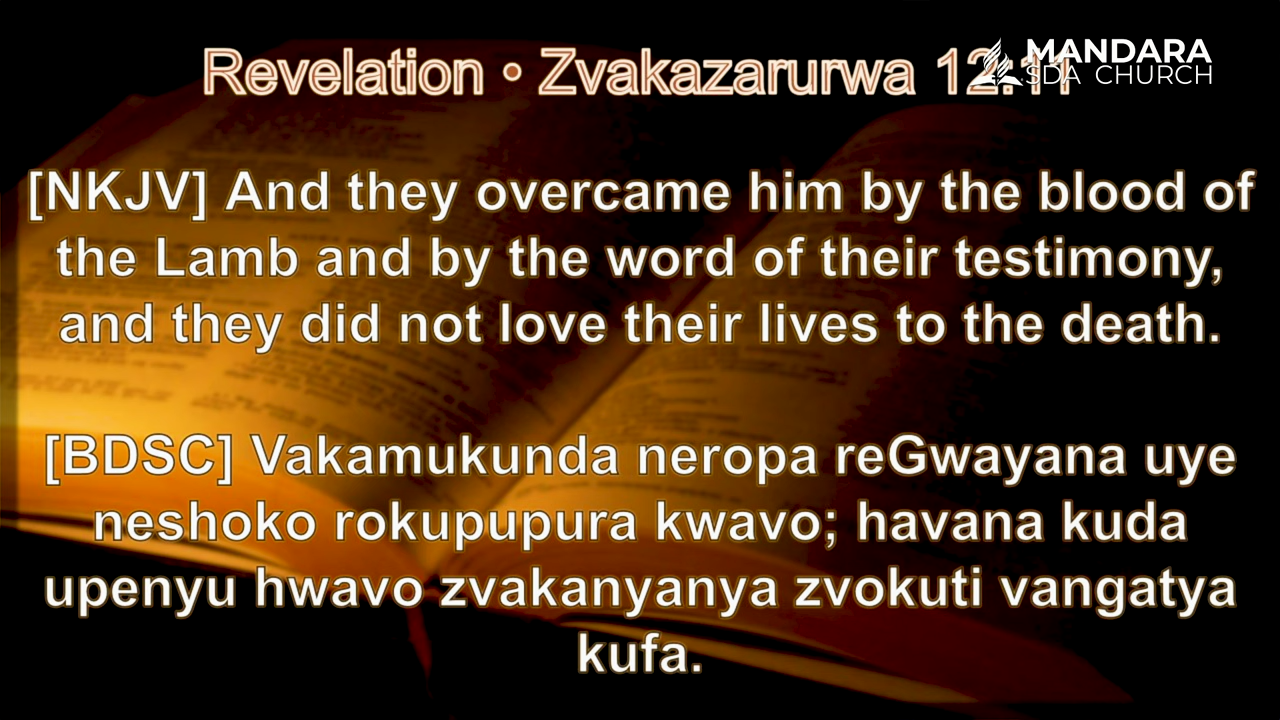 Revelation • Zvakazarurwa 12:11
MANDARA
SDA CHURCH
[NKJV] And they overcame him by the blood of
the Lamb and by the word of their testimony,
and they did not love their lives to the death.
[BDSC] Vakamukunda neropa reGwayana uye
neshoko rokupupura kwavo; havana kuda
upenyu hwavo zvakanyanya zvokuti vangatya
kufa.